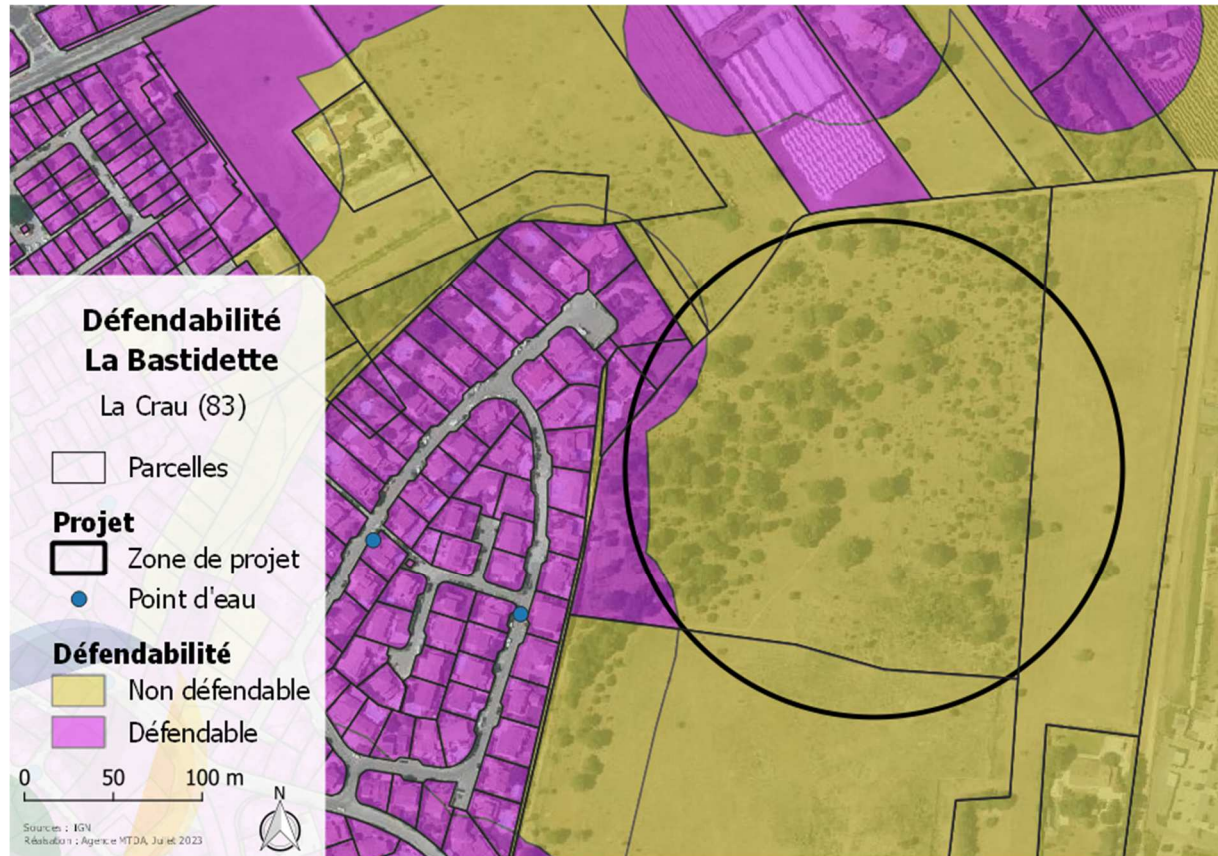 Défendabilité
La Bastidette
La Crau (83)
Parcelles
Projet
Zone de projet
Point d'eau
Défendabilité
Non défendable
Défendable
0 50 100 m
N
Sources : IGN
Réalisation : Agence MTDA, Juillet 2023